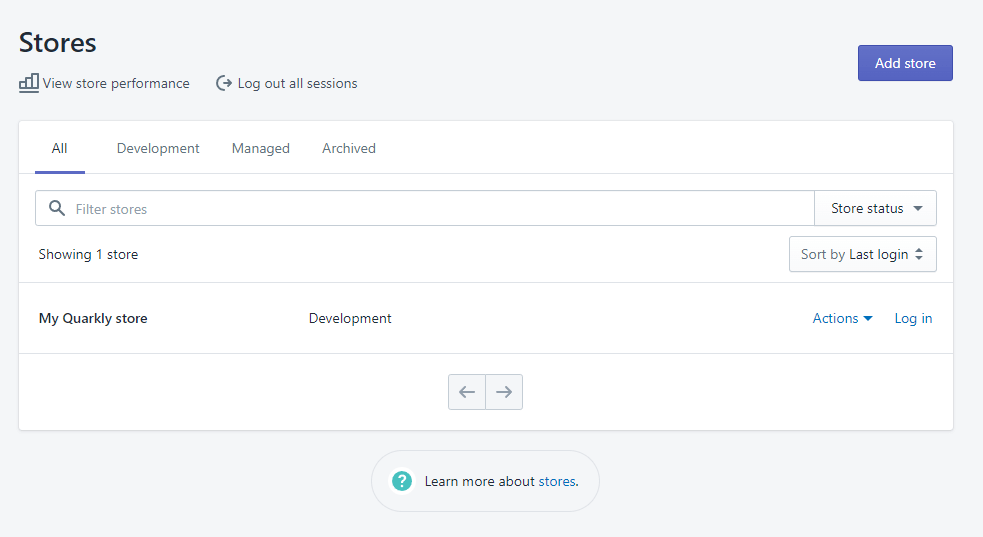 Stores
Add store
View store performance Log out all sessions
All Development Managed Archived
Filter stores Store status
Showing 1 store Sort by Last login
My Quarkly store Development Actions Log in
? Learn more about stores.